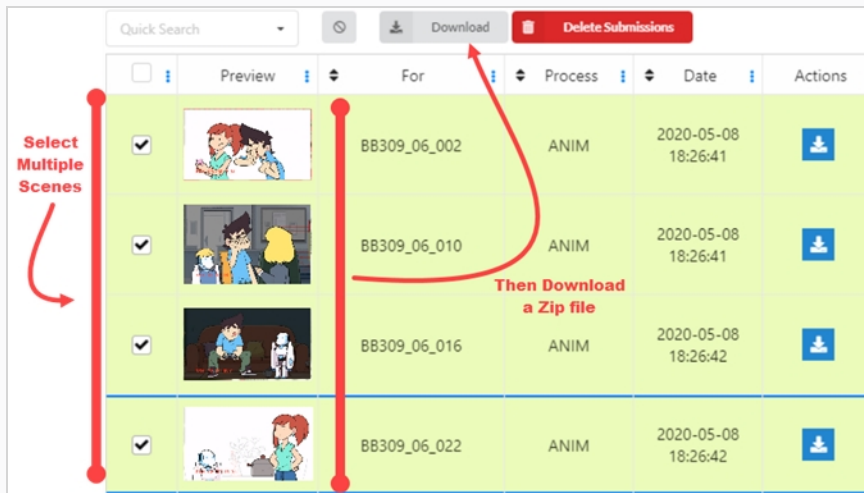 Quick Search
Download
Delete Submissions
Preview
For
Process
Date
Actions
Select
Multiple
Scenes
BB309_06_002
ANIM
2020-05-08
18:26:41
BB309_06_010
ANIM
2020-05-08
18:26:41
Then Download
a Zip file
BB309_06_016
ANIM
2020-05-08
18:26:42
BB309_06_022
ANIM
2020-05-08
18:26:42